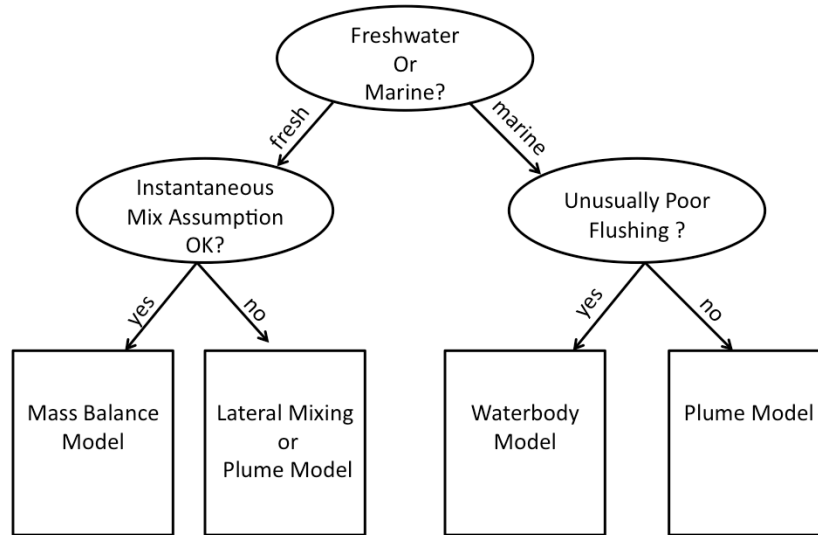 Freshwater
Or
Marine?
fresh
marine
Instantaneous
Mix Assumption
OK?
Unusually Poor
Flushing ?
yes
no
yes
no
Mass Balance
Model
Lateral Mixing
or
Plume Model
Waterbody
Model
Plume Model